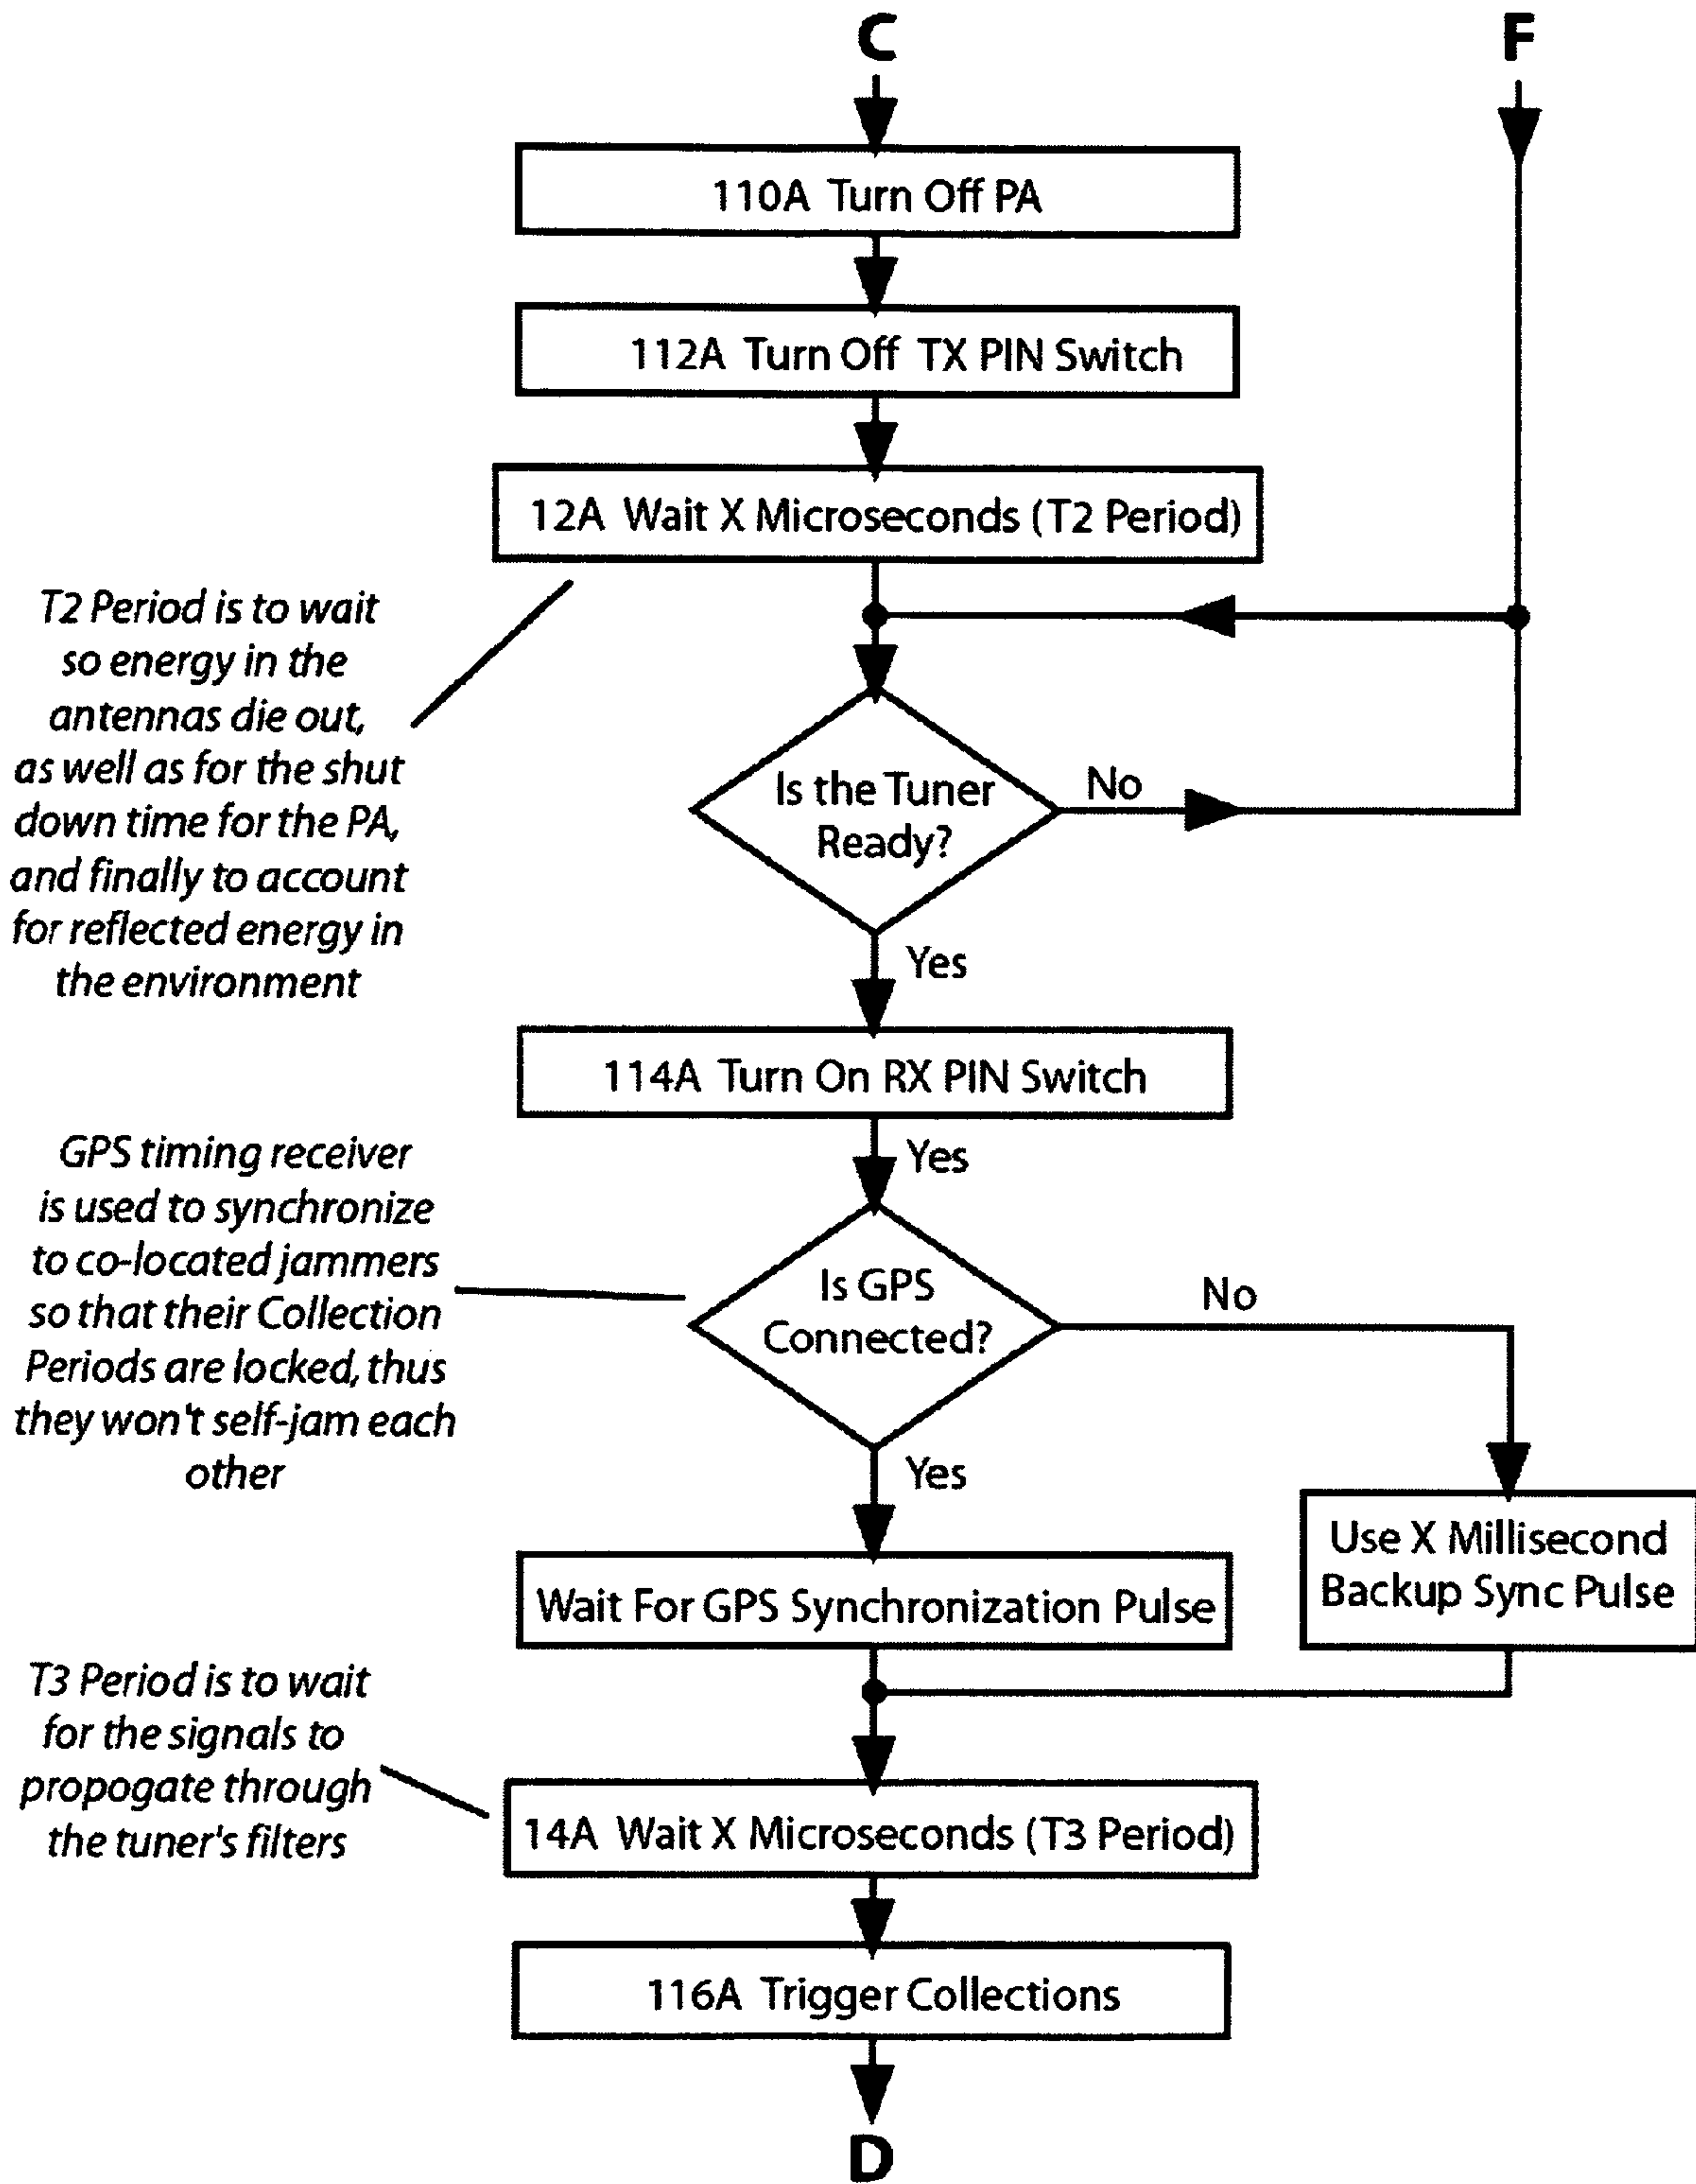 C
F
110A Turn Off PA
112A Turn Off TX PIN Switch
12A Wait X Microseconds (T2 Period)
T2 Period is to wait
so energy in the
antennas die out,
as well as for the shut
down time for the PA,
and finally to account
for reflected energy in
the environment
Is the Tuner
Ready?
No
Yes
114A Turn On RX PIN Switch
Yes
GPS timing receiver
is used to synchronize
to co-located jammers
so that their Collection
Periods are locked, thus
they won't self-jam each
other
Is GPS
Connected?
No
Yes
Wait For GPS Synchronization Pulse
Use X Millisecond
Backup Sync Pulse
T3 Period is to wait
for the signals to
propogate through
the tuner's filters
14A Wait X Microseconds (T3 Period)
116A Trigger Collections
D